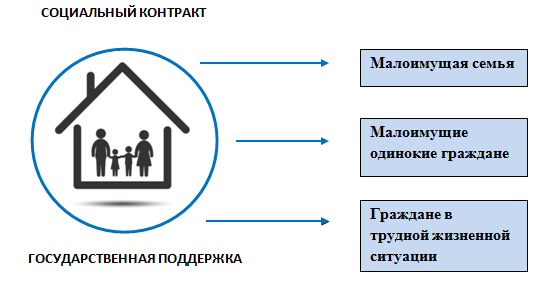 СОЦИАЛЬНЫЙ КОНТРАКТ
Малоимущая семья
Малоимущие
одинокие граждане
Граждане в
трудной жизненной
ситуации
ГОСУДАРСТВЕННАЯ ПОДДЕРЖКА